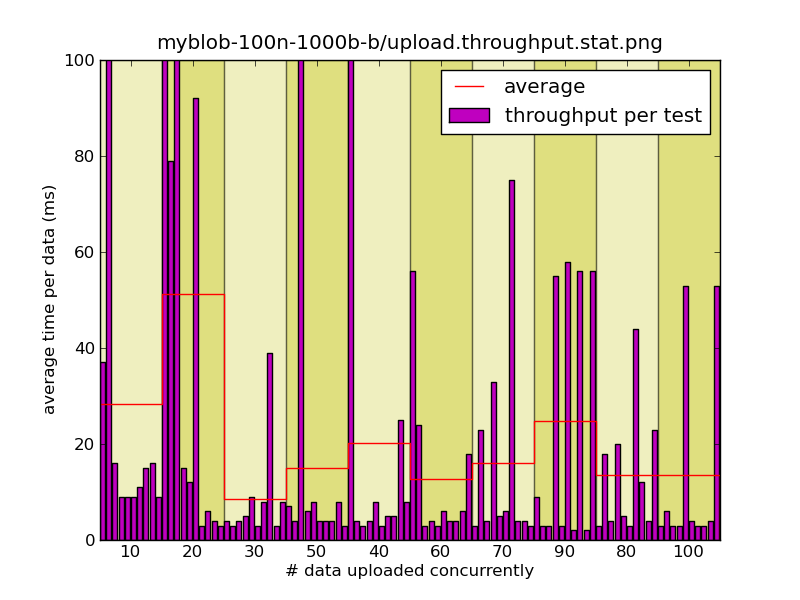 myblob-100n-1000b-b/upload.throughput.stat.png
average
throughput per test
average time per data (ms)
100
80
60
40
20
0
10 20 30 50 40 60 70 90 80 100
# data uploaded concurrently